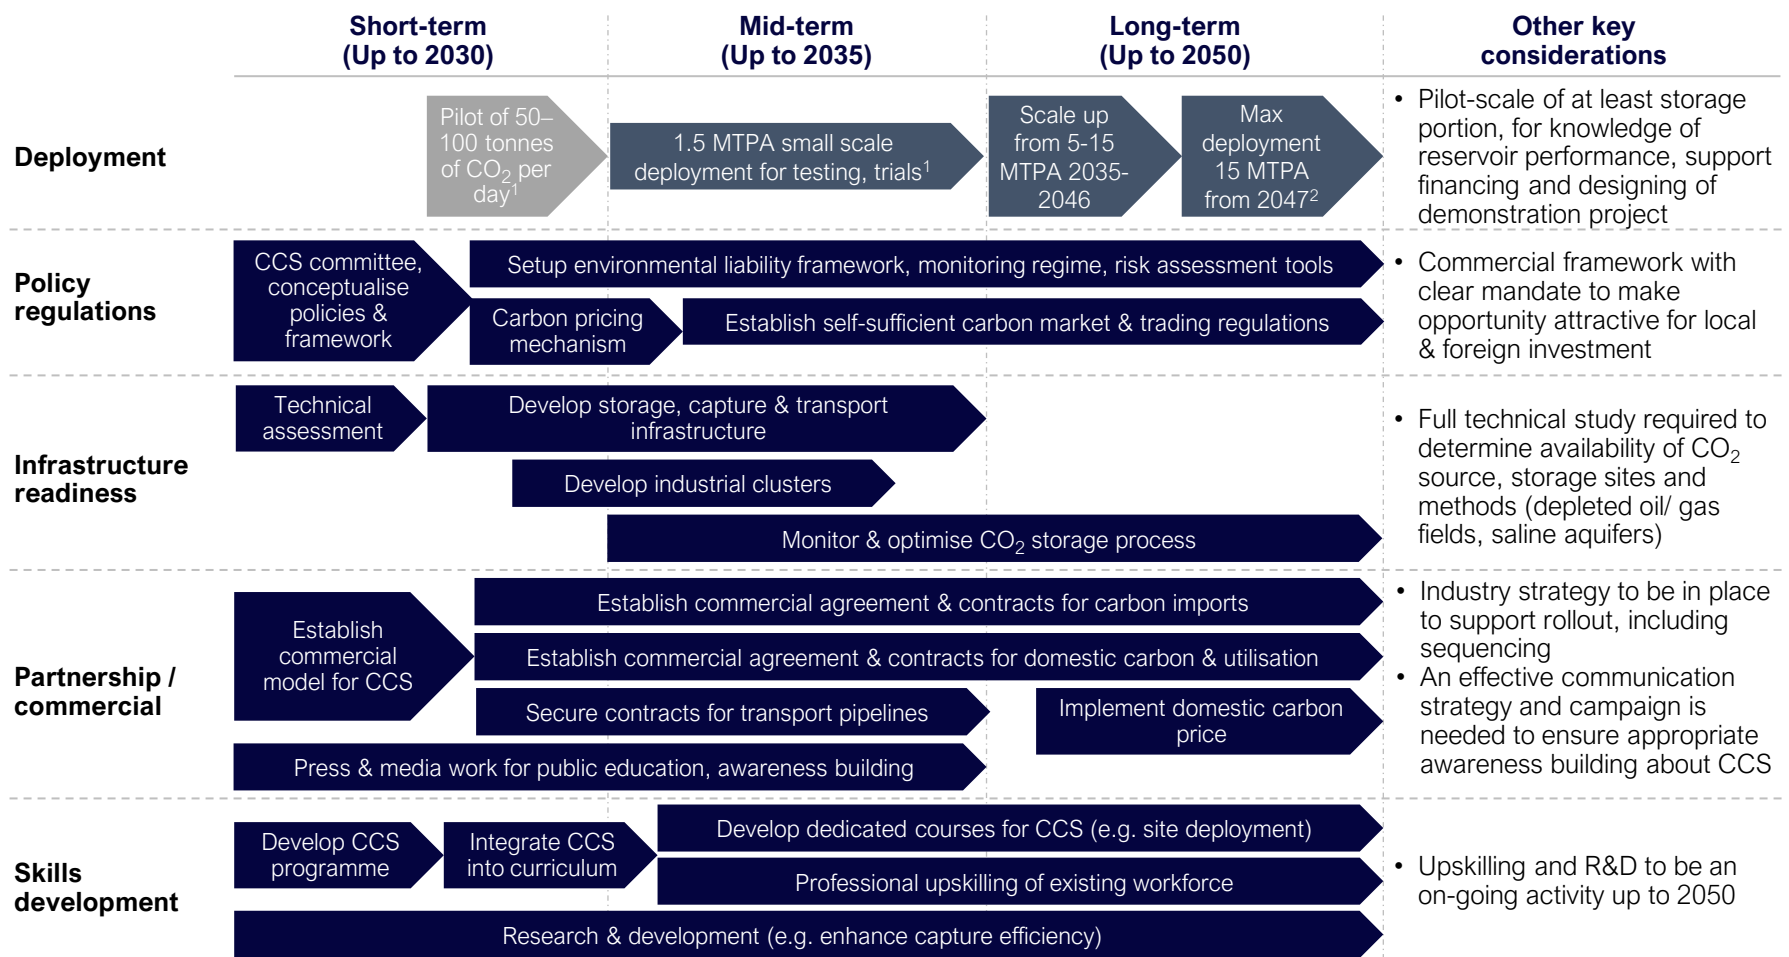 Short-term
(Up to 2030)
Mid-term
(Up to 2035)
Long-term
(Up to 2050)
Other key
considerations
Deployment
Pilot of 50–
100 tonnes
of CO2 per
day1
1.5 MTPA small scale
deployment for testing, trials1
Scale up
from 5-15
MTPA 2035-
2046
Max
deployment
15 MTPA
from 20472
• Pilot-scale of at least storage
portion, for knowledge of
reservoir performance, support
financing and designing of
demonstration project
Policy
regulations
CCS committee,
conceptualise
policies &
framework
Setup environmental liability framework, monitoring regime, risk assessment tools
Carbon pricing
mechanism
Establish self-sufficient carbon market & trading regulations
• Commercial framework with
clear mandate to make
opportunity attractive for local
& foreign investment
Infrastructure
readiness
Technical
assessment
Develop storage, capture & transport
infrastructure
Develop industrial clusters
Monitor & optimise CO2 storage process
• Full technical study required to
determine availability of CO2
source, storage sites and
methods (depleted oil/ gas
fields, saline aquifers)
Partnership /
commercial
Establish
commercial
model for CCS
Establish commercial agreement & contracts for carbon imports
Establish commercial agreement & contracts for domestic carbon & utilisation
Secure contracts for transport pipelines
Implement domestic carbon
price
Press & media work for public education, awareness building
• Industry strategy to be in place
to support rollout, including
sequencing
• An effective communication
strategy and campaign is
needed to ensure appropriate
awareness building about CCS
Skills
development
Develop CCS
programme
Integrate CCS
into curriculum
Develop dedicated courses for CCS (e.g. site deployment)
Professional upskilling of existing workforce
Research & development (e.g. enhance capture efficiency)
• Upskilling and R&D to be an
on-going activity up to 2050